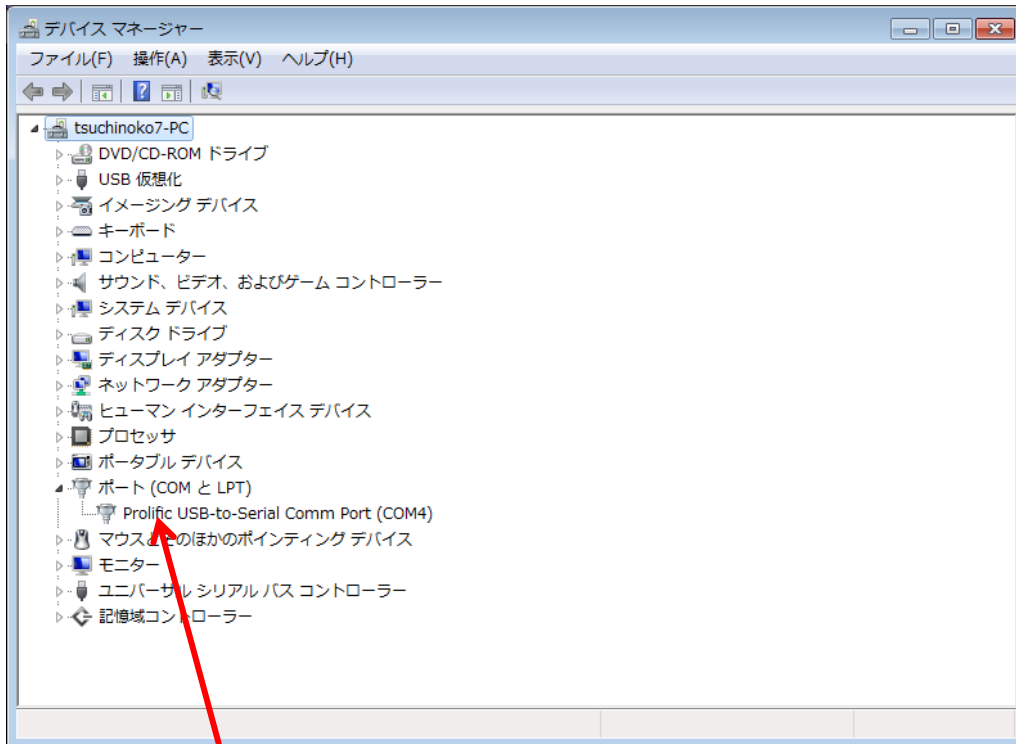 デバイス マネージャー
ファイル(F) 操作(A) 表示(V) ヘルプ(H)
tsuchinoko7-PC
DVD/CD-ROM ドライブ
USB 仮想化
イメージング デバイス
キーボード
コンピューター
サウンド、ビデオ、およびゲーム コントローラー
システム デバイス
ディスク ドライブ
ディスプレイ アダプター
ネットワーク アダプター
ヒューマン インターフェイス デバイス
プロセッサ
ポータブル デバイス
ポート (COM と LPT)
Prolific USB-to-Serial Comm Port (COM4)
マウスとそのほかのポインティング デバイス
モニター
ユニバーサル シリアル バス コントローラー
記憶域コントローラー